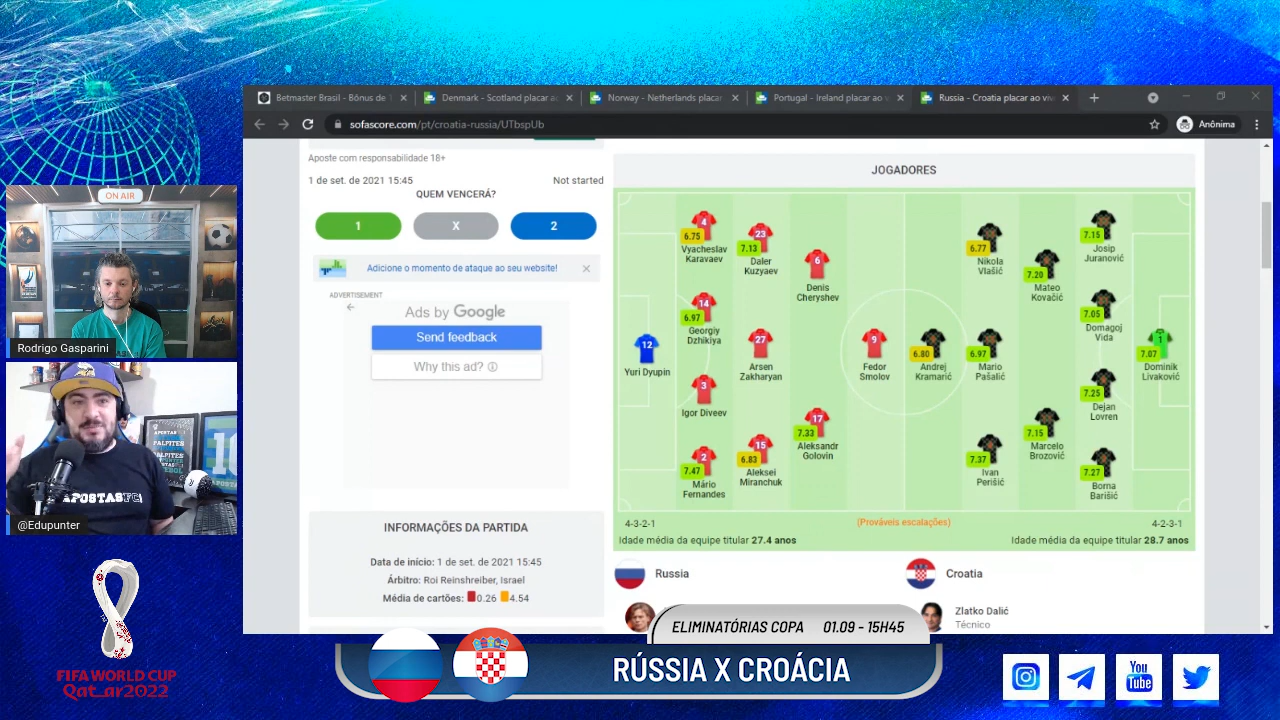 Betmaster Brasil - Bônus de
Denmark - Scotland placar ao
Norway - Netherlands placar
Portugal - Ireland placar ao v
Russia - Croatia placar ao viv
sofascore.com/pt/croatia-russia/UTbspUb
Anônima
Aposte com responsabilidade 18+
1 de set. de 2021 15:45
Not started
QUEM VENCERÁ?
1
X
2
Adicione o momento de ataque ao seu website!
ADVERTISEMENT
Ads by Google
Send feedback
Why this ad?
INFORMAÇÕES DA PARTIDA
Data de início: 1 de set. de 2021 15:45
Árbitro: Roi Reinshreiber, Israel
Média de cartões: 0.26 4.54
JOGADORES
12
Yuri Dyupin
4
6.75
Vyacheslav
Karavaev
14
6.97
Georgiy
Dzhikiya
3
Igor Diveev
2
7.47
Mário
Fernandes
23
7.13
Daler
Kuzyaev
27
Arsen
Zakharyan
15
6.83
Aleksei
Miranchuk
6
Denis
Cheryshev
17
7.33
Aleksandr
Golovin
9
Fedor
Smolov
6.80
Andrej
Kramarić
6.77
Nikola
Vlašić
6.97
Mario
Pašalić
7.37
Ivan
Perišić
7.20
Mateo
Kovačić
7.15
Marcelo
Brozović
7.15
Josip
Juranović
7.05
Domagoj
Vida
7.25
Dejan
Lovren
7.27
Borna
Barišić
1
7.07
Dominik
Livaković
4-3-2-1
(Prováveis escalações)
4-2-3-1
Idade média da equipe titular 27.4 anos
Idade média da equipe titular 28.7 anos
Russia
Croatia
Zlatko Dalić
Técnico
ON AIR
Rodrigo Gasparini
APOSTASFC
@Edupunter
FIFA WORLD CUP
Qatar2022
ELIMINATÓRIAS COPA 01.09 - 15H45
RÚSSIA X CROÁCIA
You
Tube